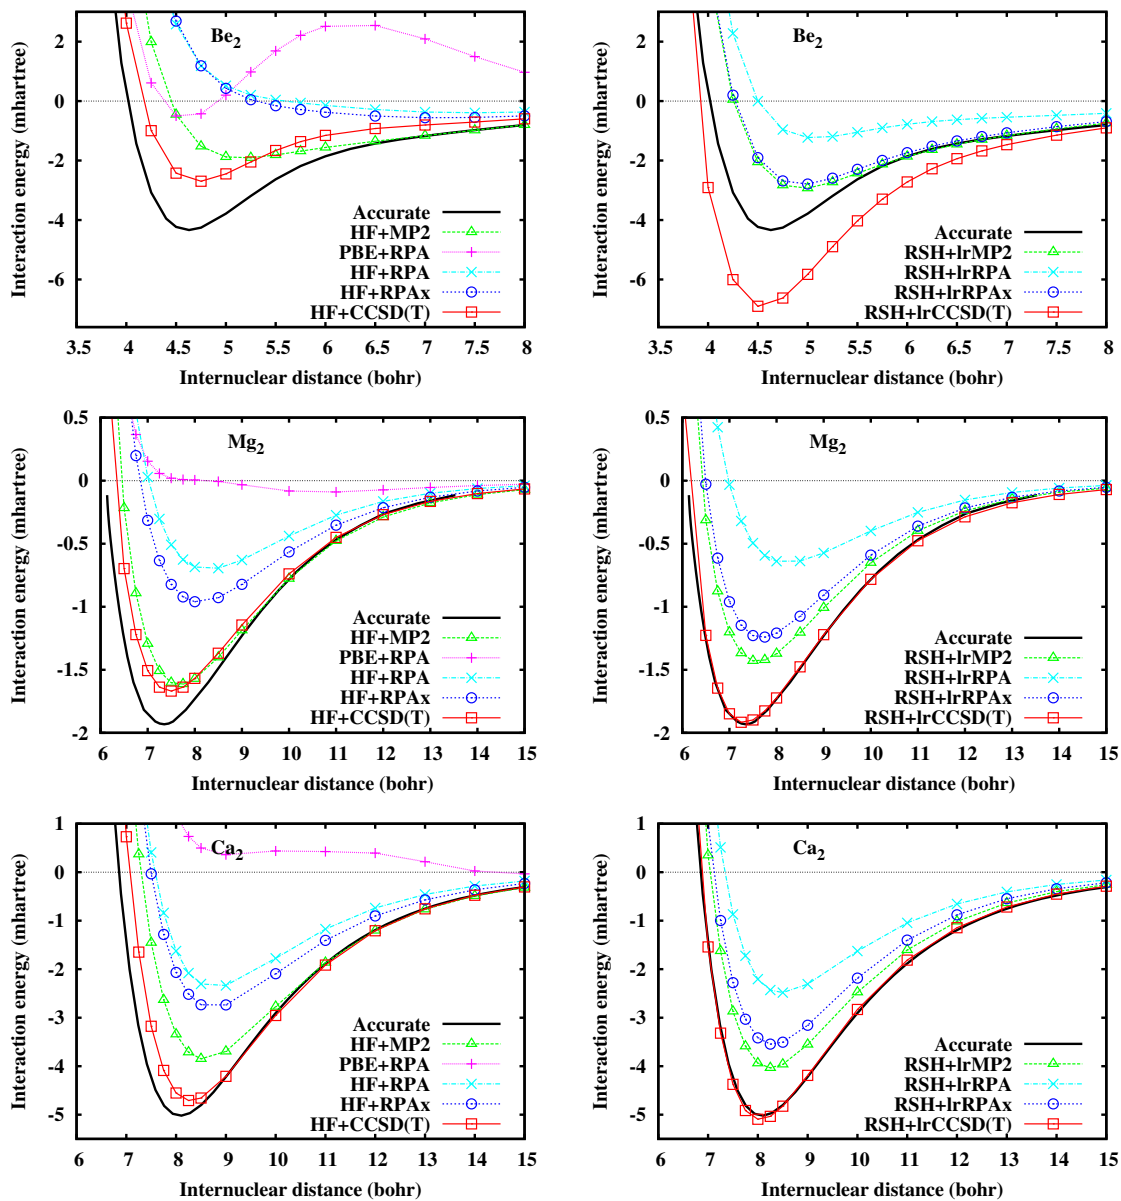 Be2
Interaction energy (mhartree)
2
0
-2
-4
-6
Accurate
HF+MP2
PBE+RPA
HF+RPA
HF+RPAx
HF+CCSD(T)
3.5 4 4.5 5 5.5 6 6.5 7 7.5 8
Internuclear distance (bohr)
Be2
Interaction energy (mhartree)
2
0
-2
-4
-6
Accurate
RSH+lrMP2
RSH+lrRPA
RSH+lrRPAx
RSH+lrCCSD(T)
3.5 4 4.5 5 5.5 6 6.5 7 7.5 8
Internuclear distance (bohr)
Mg2
Interaction energy (mhartree)
0.5
0
-0.5
-1
-1.5
-2
Accurate
HF+MP2
PBE+RPA
HF+RPA
HF+RPAx
HF+CCSD(T)
6 7 8 9 10 11 12 13 14 15
Internuclear distance (bohr)
Mg2
Interaction energy (mhartree)
0.5
0
-0.5
-1
-1.5
-2
Accurate
RSH+lrMP2
RSH+lrRPA
RSH+lrRPAx
RSH+lrCCSD(T)
6 7 8 9 10 11 12 13 14 15
Internuclear distance (bohr)
Ca2
Interaction energy (mhartree)
1
0
-1
-2
-3
-4
-5
Accurate
HF+MP2
PBE+RPA
HF+RPA
HF+RPAx
HF+CCSD(T)
6 7 8 9 10 11 12 13 14 15
Internuclear distance (bohr)
Ca2
Interaction energy (mhartree)
1
0
-1
-2
-3
-4
-5
Accurate
RSH+lrMP2
RSH+lrRPA
RSH+lrRPAx
RSH+lrCCSD(T)
6 7 8 9 10 11 12 13 14 15
Internuclear distance (bohr)